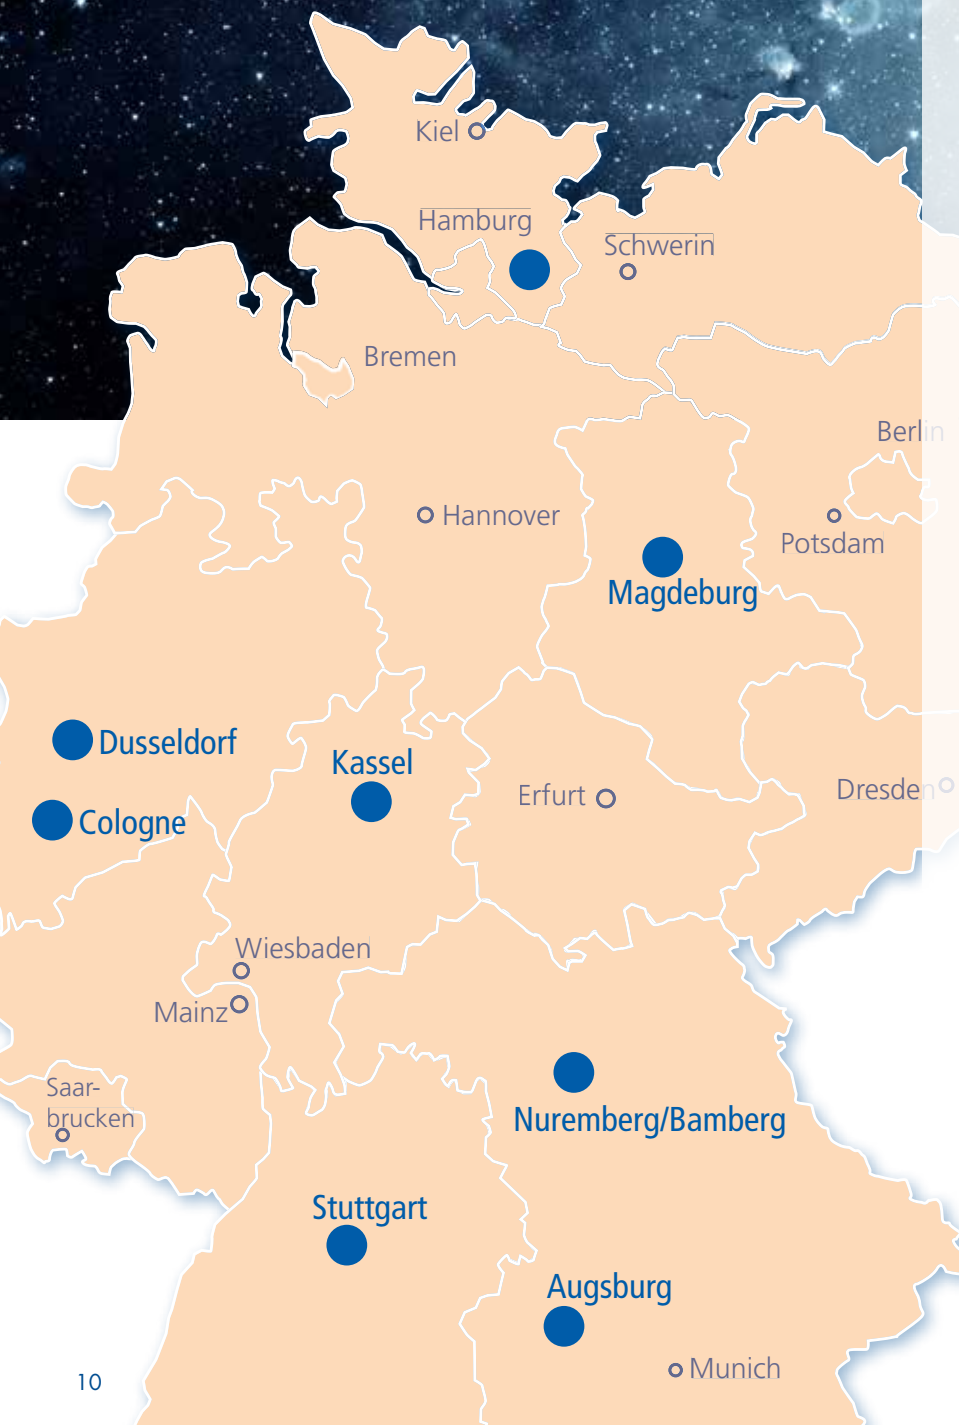 Kiel
Hamburg
Schwerin
Bremen
Berlin
Hannover
Potsdam
Magdeburg
Dusseldorf
Kassel
Erfurt
Dresden
Cologne
Wiesbaden
Mainz
Saar-
brucken
Nuremberg/Bamberg
Stuttgart
Augsburg
Munich
10